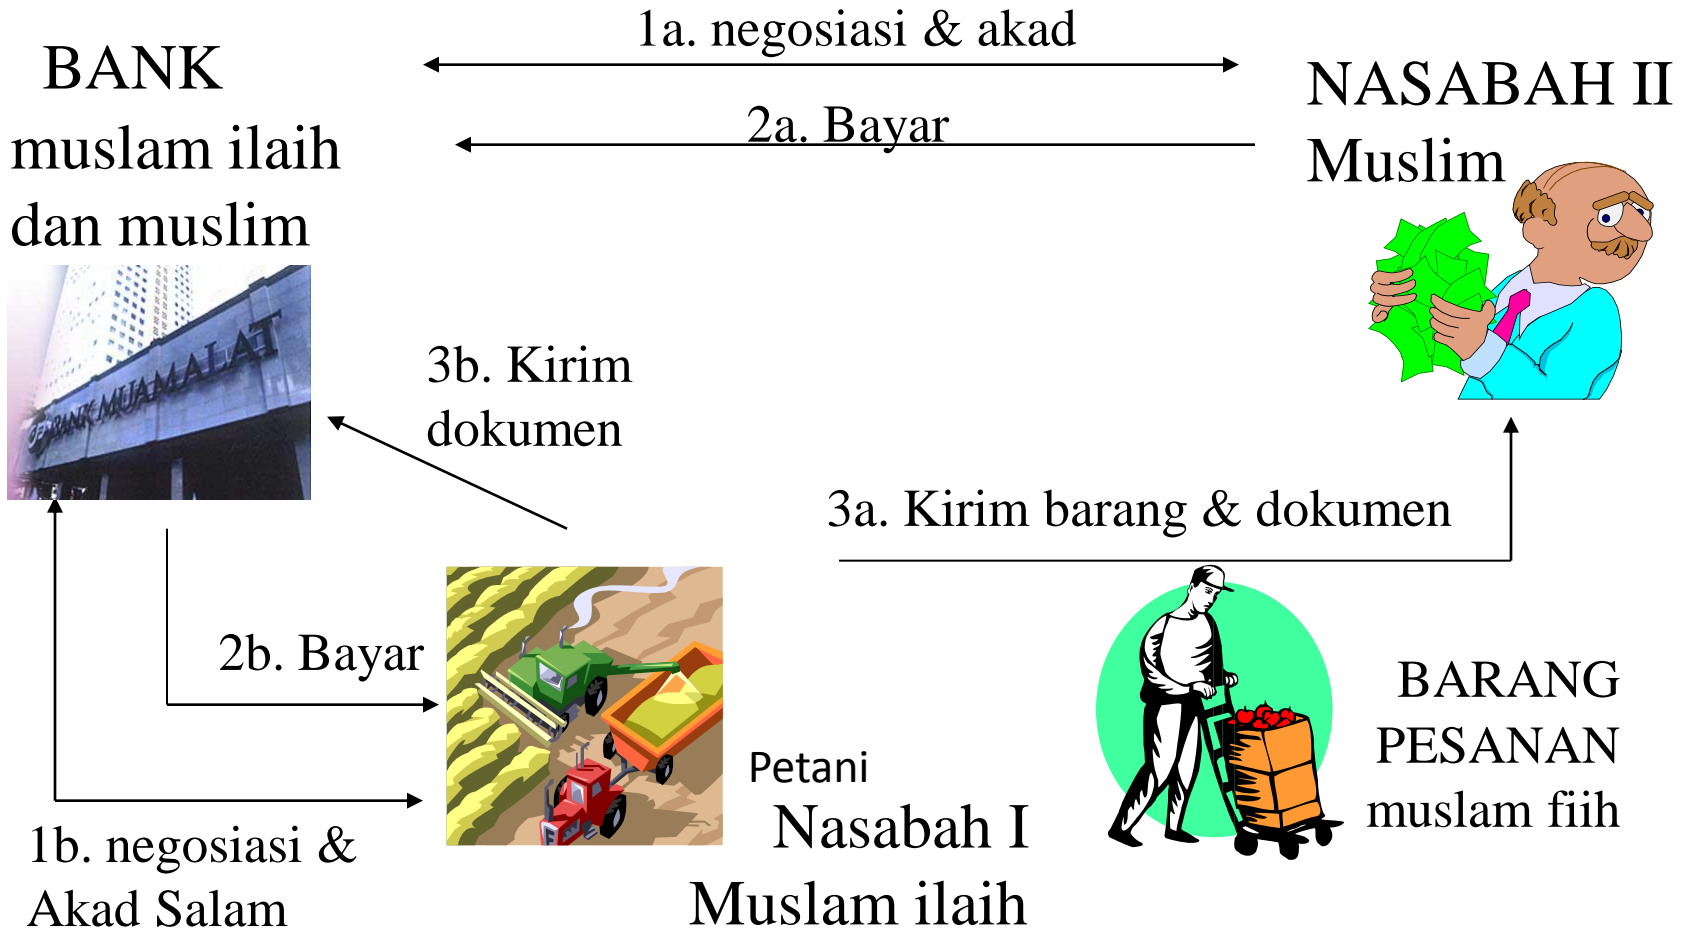 1a. negosiasi & akad
BANK
muslam ilaih
dan muslim
2a. Bayar
NASABAH II
Muslim
BANK MUAMALAT
3b. Kirim
dokumen
3a. Kirim barang & dokumen
2b. Bayar
Petani
Nasabah I
Muslam ilaih
BARANG
PESANAN
muslam fiih
1b. negosiasi &
Akad Salam